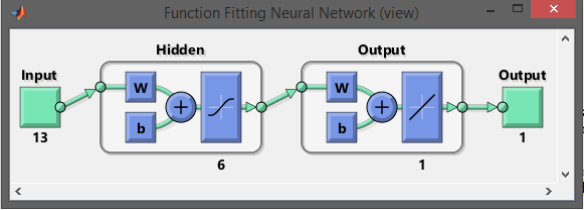 Function Fitting Neural Network (view)
Hidden Output
Input Output
W W
b b
13 1
6 1